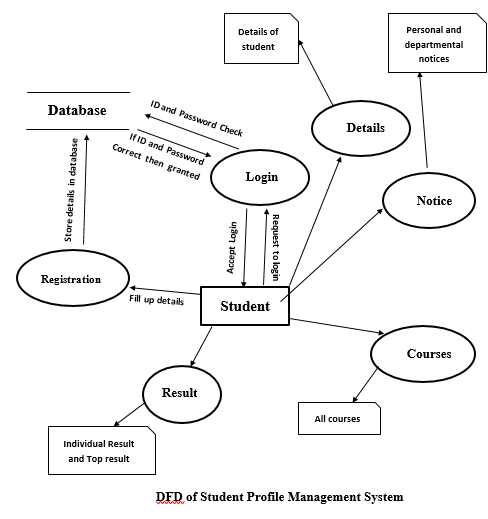 Details of
student
Personal and
departmental
notices
Database
ID and Password Check
If ID and Password
Correct then granted
Details
Login
Notice
Store details in database
Accept Login
Request to login
Registration
Fill up details
Student
Courses
Result
All courses
Individual Result
and Top result
DFD of Student Profile Management System